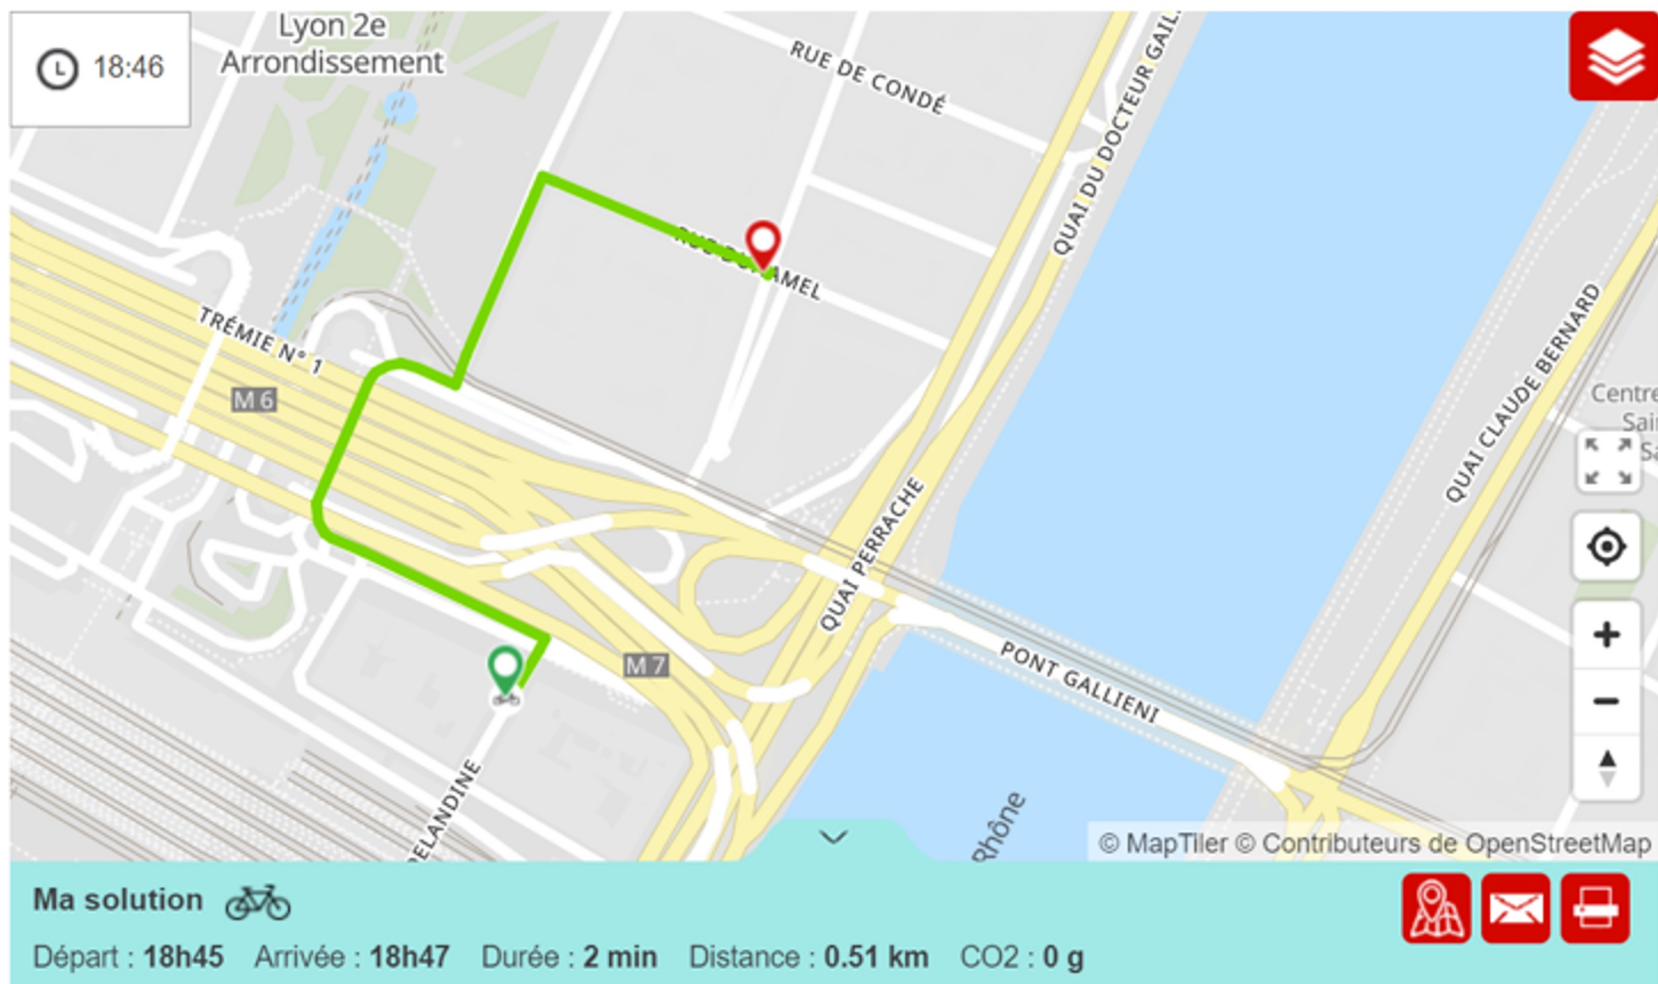 18:46
Lyon 2e
Arrondissement
RUE DE CONDÉ
QUAI DU DOCTEUR GAIL
TRÉMIE N° 1
M 6
QUAI CLAUDE BERNARD
Centre
Sai
Sa
QUAI PERRACHE
M 7
PONT GALLIENI
DELANDINE
Rhône
© MapTiler © Contributeurs de OpenStreetMap
Ma solution
Départ : 18h45 Arrivée : 18h47 Durée : 2 min Distance : 0.51 km CO2 : 0 g